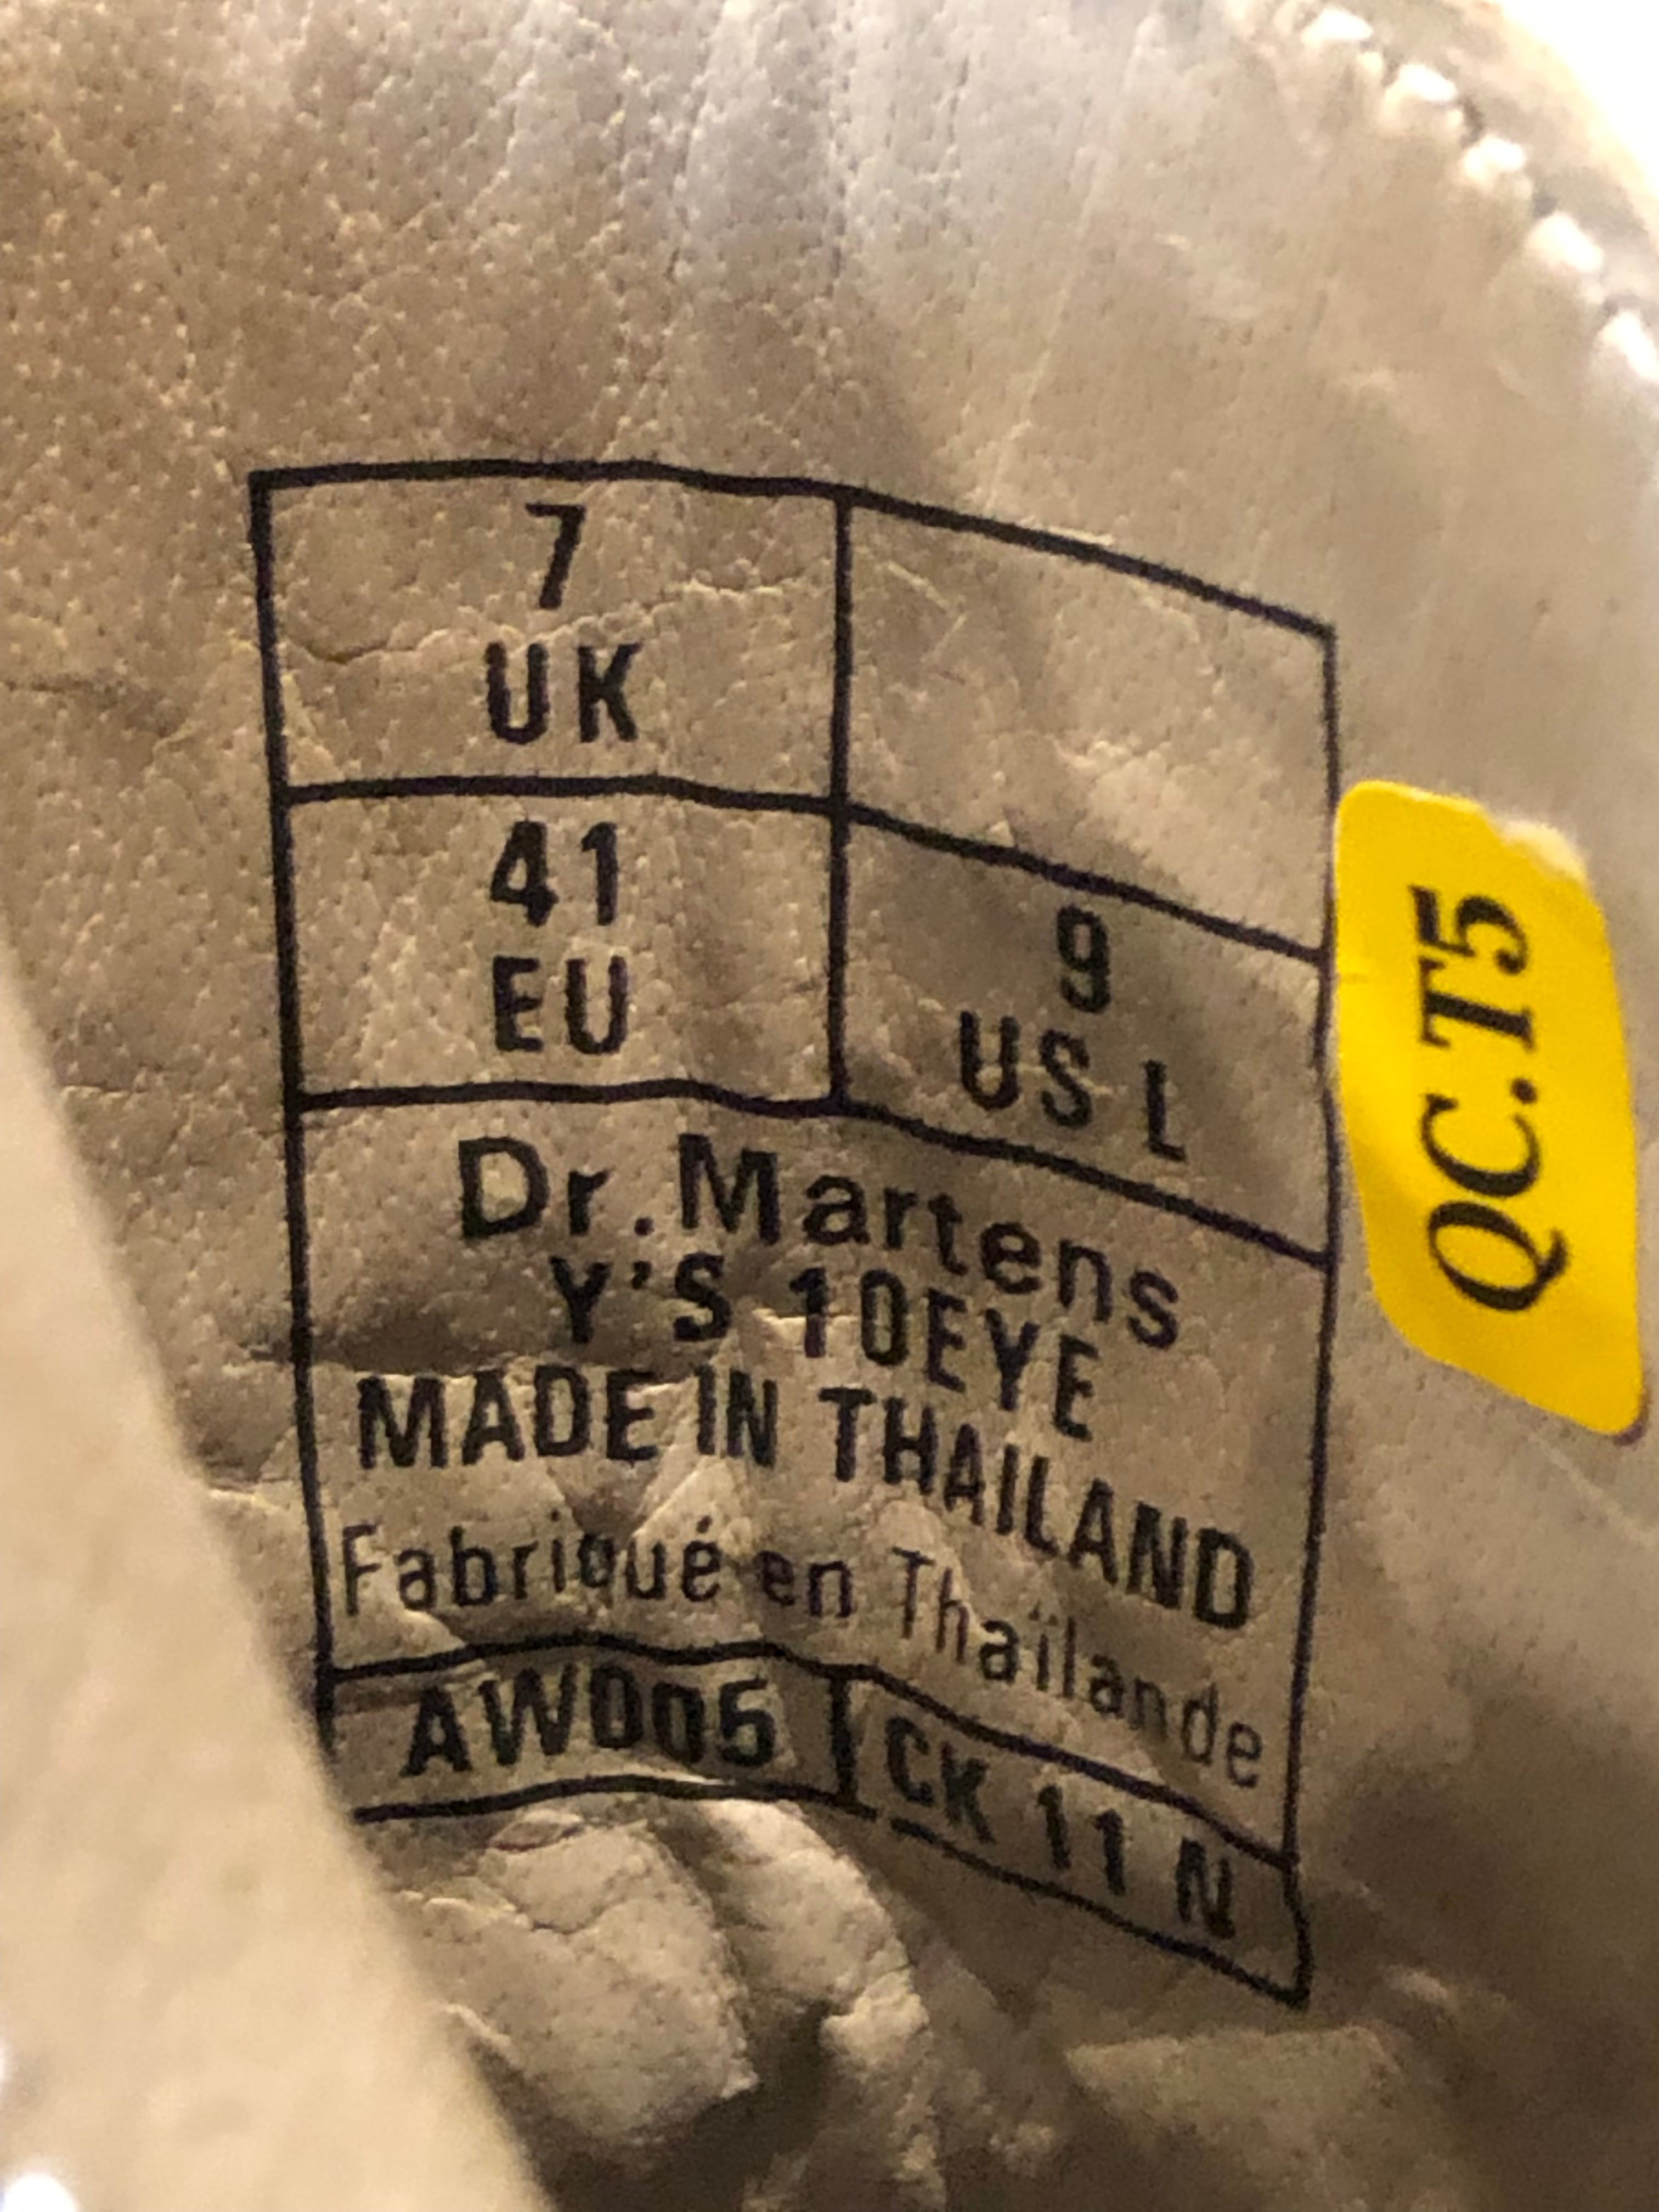 7
UK
41
EU
9
US L
Dr.Martens
Y'S 10EYE
MADE IN THAILAND
Fabriqué en Thaïlande
AW005
CK 11 N
QC.T5